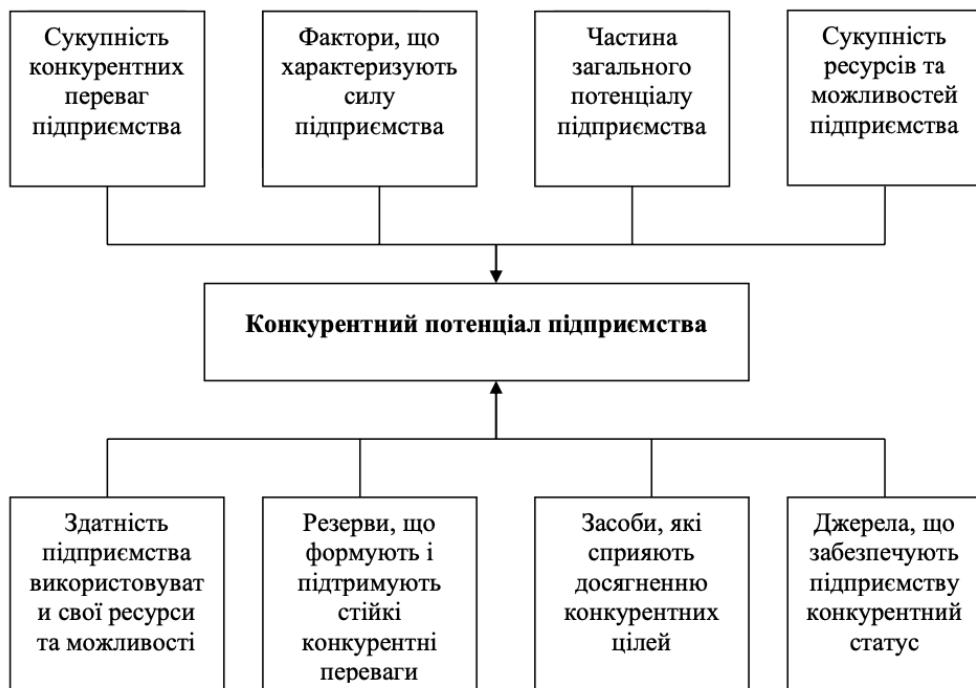 Сукупність
конкурентних
переваг
підприємства
Фактори, що
характеризують
силу
підприємства
Частина
загального
потенціалу
підприємства
Сукупність
ресурсів та
можливостей
підприємства
Конкурентний потенціал підприємства
Здатність
підприємства
використовуват
и свої ресурси
та можливості
Резерви, що
формують і
підтримують
стійкі
конкурентні
переваги
Засоби, які
сприяють
досягненню
конкурентних
цілей
Джерела, що
забезпечують
підприємству
конкурентний
статус